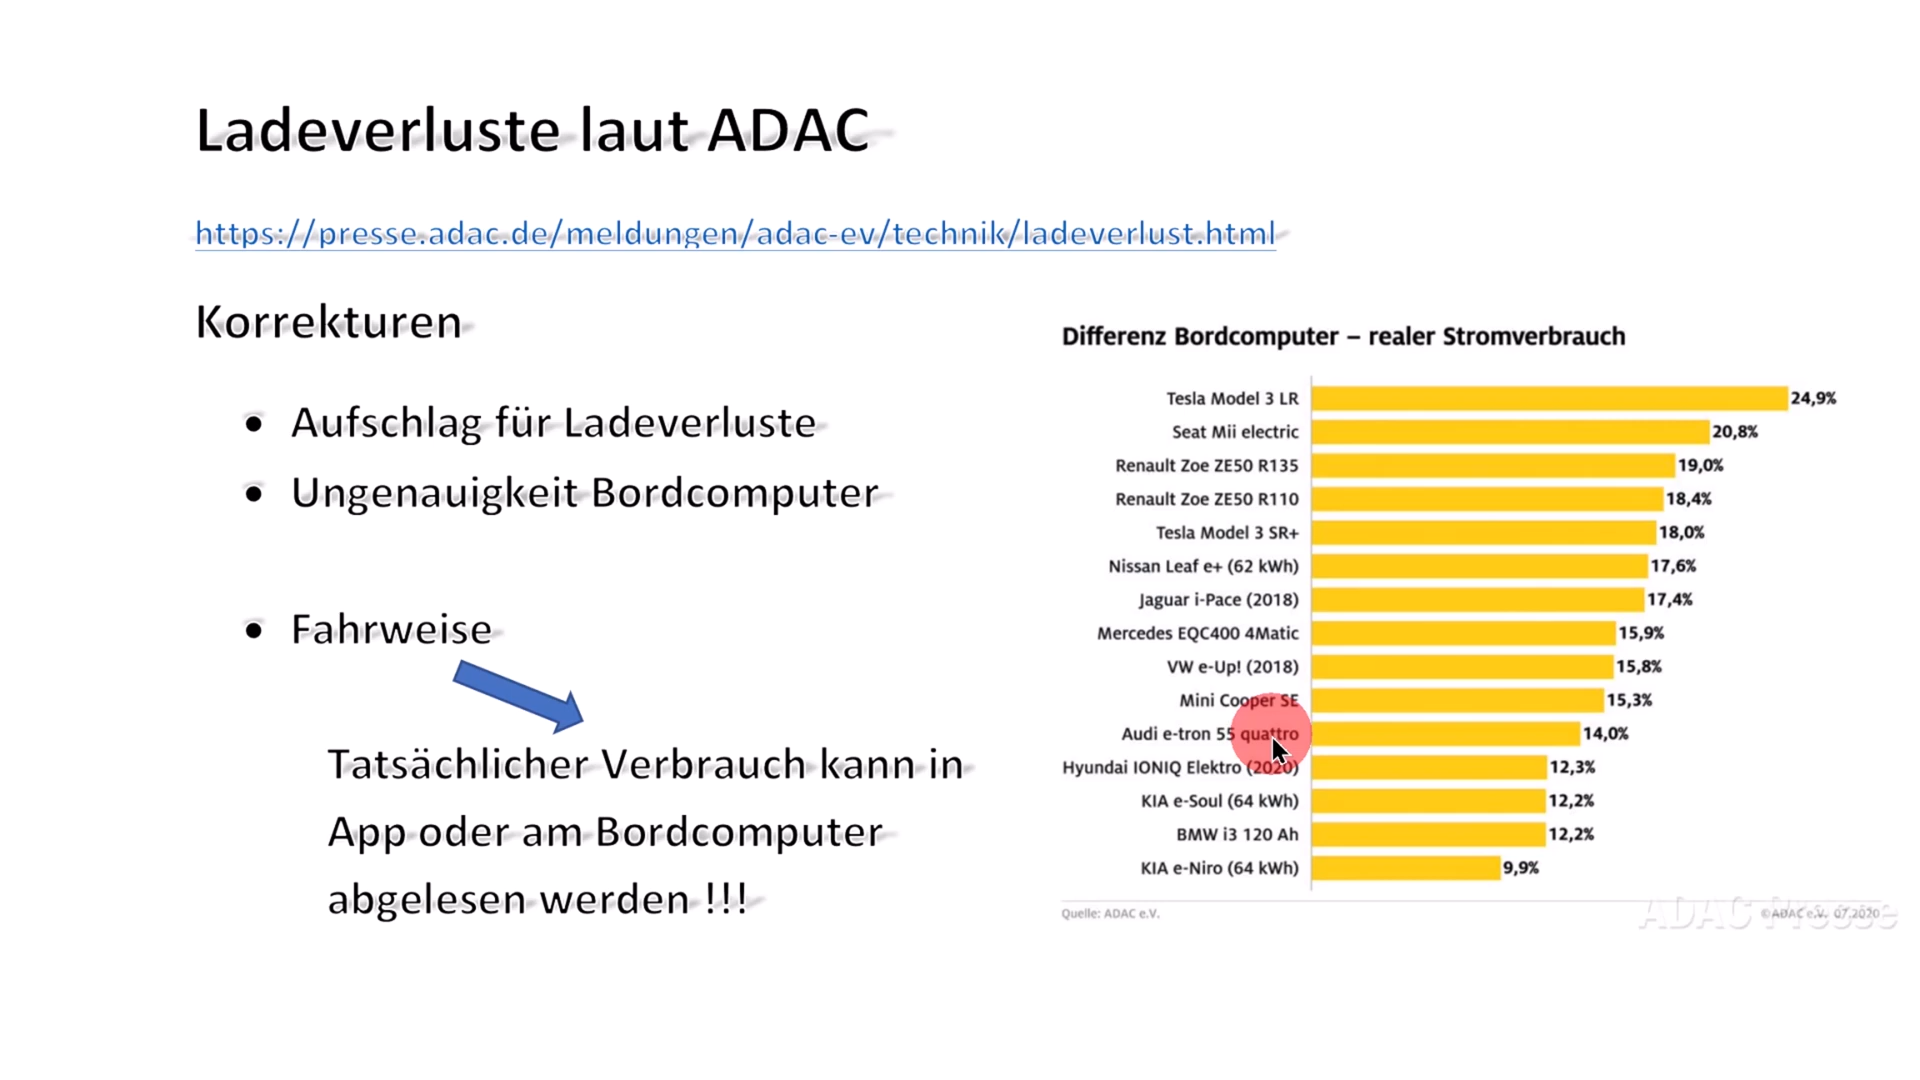 Ladeverluste laut ADAC
https://presse.adac.de/meldungen/adac-ev/technik/ladeverlust.html
Korrekturen
• Aufschlag für Ladeverluste
• Ungenauigkeit Bordcomputer
• Fahrweise
Tatsächlicher Verbrauch kann in
App oder am Bordcomputer
abgelesen werden !!!
Differenz Bordcomputer – realer Stromverbrauch
Tesla Model 3 LR 24,9%
Seat Mii electric 20,8%
Renault Zoe ZE50 R135 19,0%
Renault Zoe ZE50 R110 18,4%
Tesla Model 3 SR+ 18,0%
Nissan Leaf e+ (62 kWh) 17,6%
Jaguar i-Pace (2018) 17,4%
Mercedes EQC400 4Matic 15,9%
VW e-Up! (2018) 15,8%
Mini Cooper SE 15,3%
Audi e-tron 55 quattro 14,0%
Hyundai IONIQ Elektro (2020) 12,3%
KIA e-Soul (64 kWh) 12,2%
BMW i3 120 Ah 12,2%
KIA e-Niro (64 kWh) 9,9%
Quelle: ADAC e.V.
©ADAC e.V. 07.2020
ADAC Presse